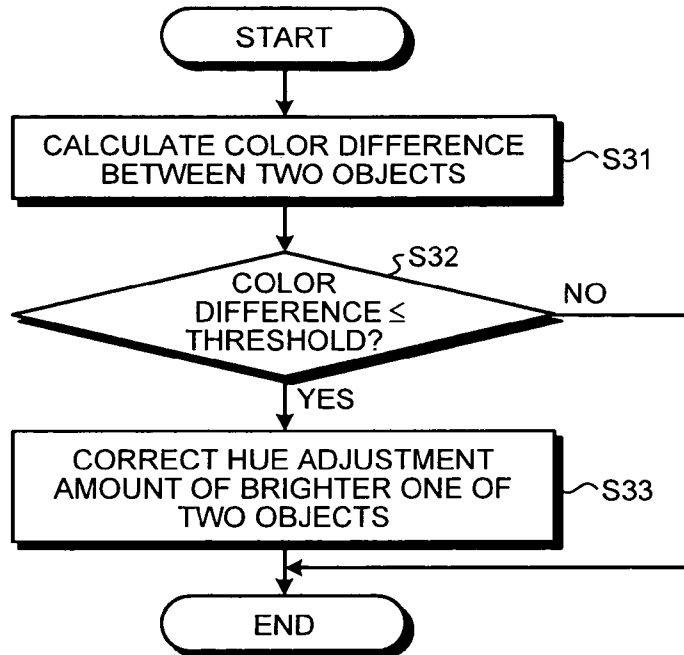 START
CALCULATE COLOR DIFFERENCE
BETWEEN TWO OBJECTS
S31
S32
COLOR
DIFFERENCE ≤
THRESHOLD?
NO
YES
CORRECT HUE ADJUSTMENT
AMOUNT OF BRIGHTER ONE OF
TWO OBJECTS
S33
END